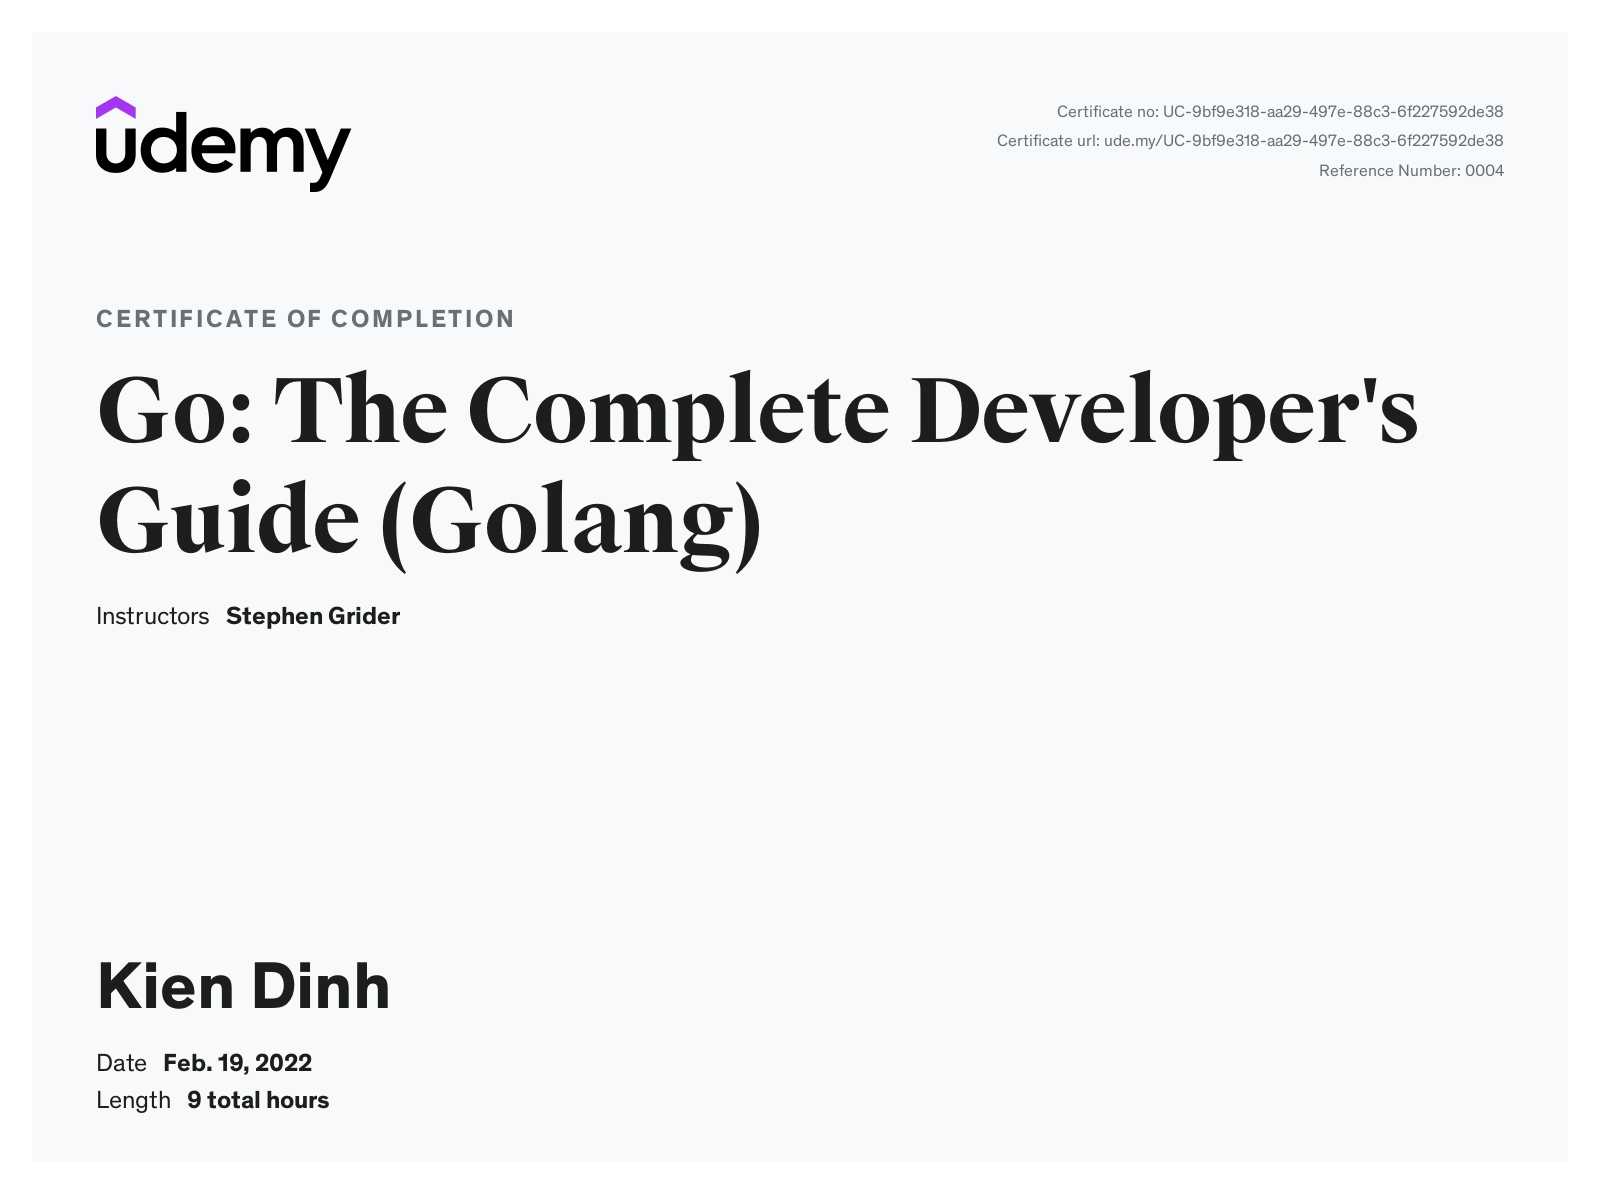 udemy
Certificate no: UC-9bf9e318-aa29-497e-88c3-6f227592de38
Certificate url: ude.my/UC-9bf9e318-aa29-497e-88c3-6f227592de38
Reference Number: 0004
CERTIFICATE OF COMPLETION
Go: The Complete Developer's
Guide (Golang)
Instructors Stephen Grider
Kien Dinh
Date Feb. 19, 2022
Length 9 total hours